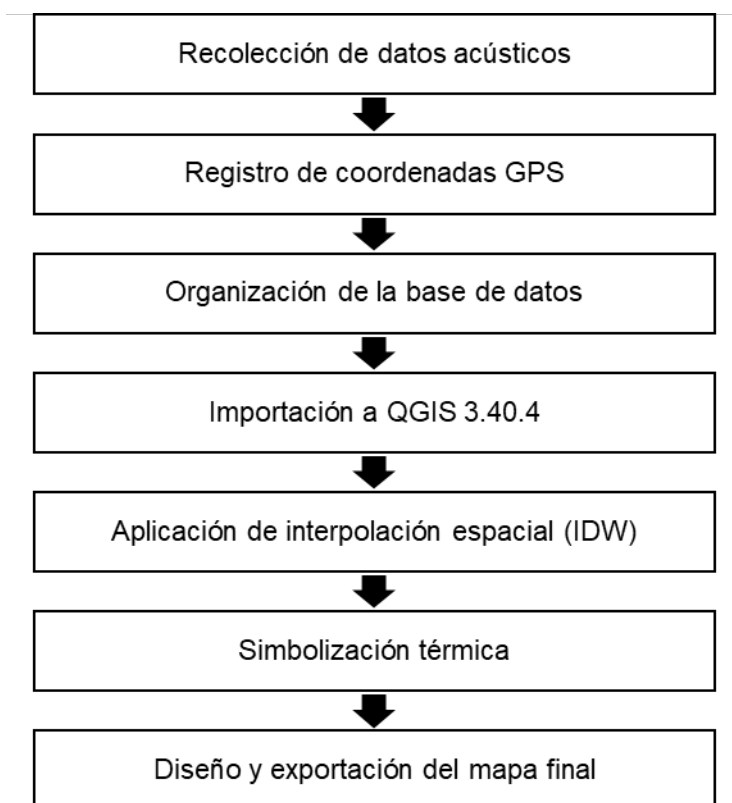 Recolección de datos acústicos
Registro de coordenadas GPS
Organización de la base de datos
Importación a QGIS 3.40.4
Aplicación de interpolación espacial (IDW)
Simbolización térmica
Diseño y exportación del mapa final